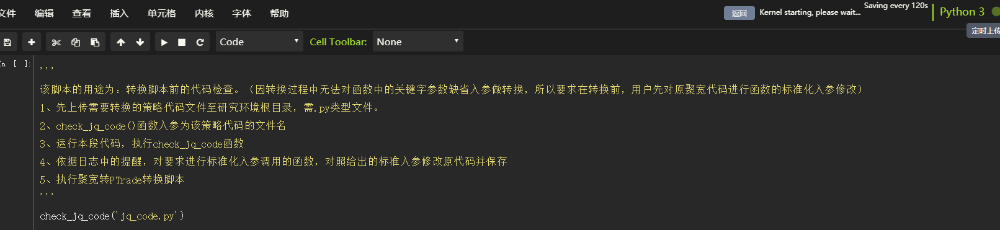 文件 编辑 查看 插入 单元格 内核 字体 帮助 返回 Kernel starting, please wait... Saving every 120s Python 3
定时上传
Code Cell Toolbar: None
In [ ]:
'''
该脚本的用途为：转换脚本前的代码检查。（因转换过程中无法对函数中的关键字参数缺省入参做转换，所以要求在转换前，用户先对原聚宽代码进行函数的标准化入参修改）
1、先上传需要转换的策略代码文件至研究环境根目录，需.py类型文件。
2、check_jq_code()函数入参为该策略代码的文件名
3、运行本段代码，执行check_jq_code函数
4、依据日志中的提醒，对要求进行标准化入参调用的函数，对照给出的标准入参修改原代码并保存
5、执行聚宽转PTrade转换脚本
'''
check_jq_code('jq_code.py')